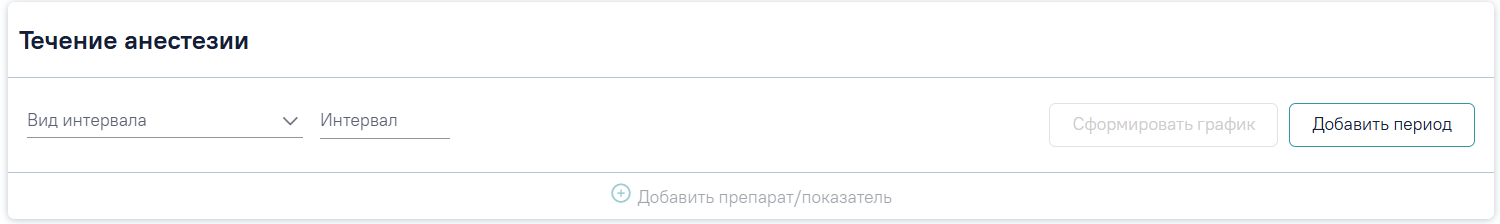 Течение анестезии
Вид интервала Интервал Сформировать график Добавить период
Добавить препарат/показатель